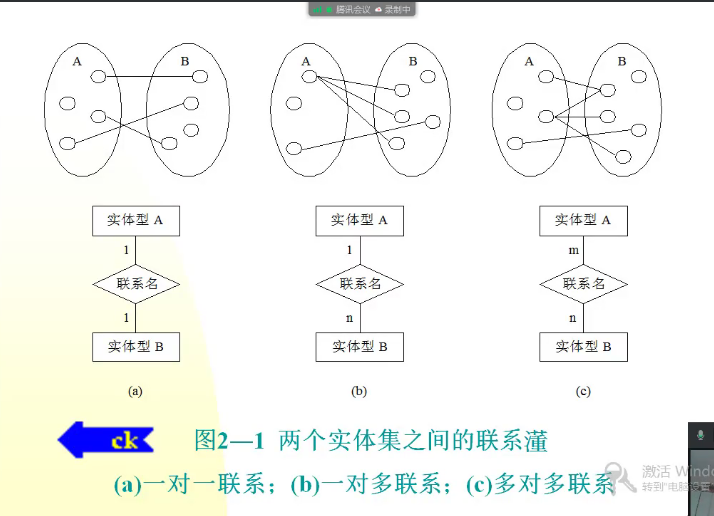 腾讯会议 录制中
A B
A B
A B
实体型 A
1
联系名
1
实体型 B
(a)
实体型 A
1
联系名
n
实体型 B
(b)
实体型 A
m
联系名
n
实体型 B
(c)
ck
图2—1 两个实体集之间的联系灌
(a)一对一联系；(b)一对多联系；(c)多对多联系
激活 Windo
转到"电脑设置"